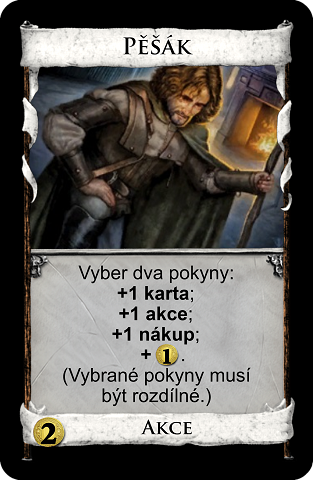 Pěšák
Vyber dva pokyny:
+1 karta;
+1 akce;
+1 nákup;
+ 1.
(Vybrané pokyny musí
být rozdílné.)
2 Akce